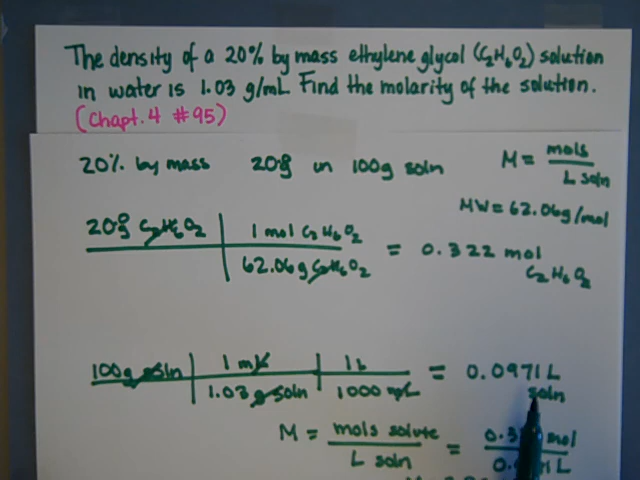 The density of a 20% by mass ethylene glycol (C₂H₆O₂) solution
in water is 1.03 g/mL. Find the molarity of the solution.
(Chapt. 4 #95)
20% by mass 20g in 100g soln
M = mols / L soln
MW = 62.06g/mol
20g C₂H₆O₂ | 1 mol C₂H₆O₂
62.06g C₂H₆O₂
= 0.322 mol
C₂H₆O₂
100g soln | 1 mL | 1L = 0.0971 L
1.03 g soln | 1000 mL soln
M = mols solute / L soln = mol / L